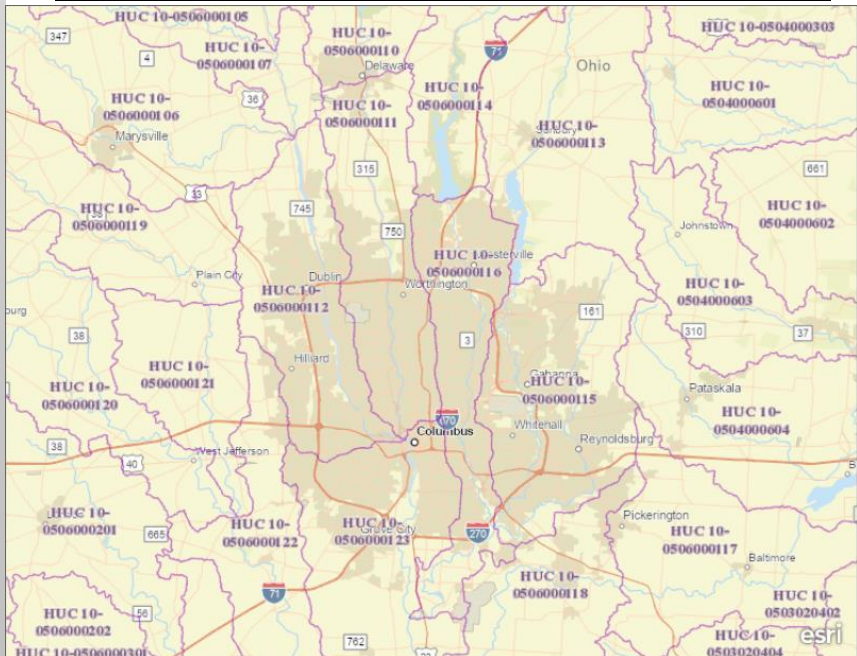 HUC 10-0506000105
HUC 10-0504000303
347
HUC 10-
0506000110
71
4
HUC 10-
0506000107
Ohio
Delaware
HUC 10-
0506000114
HUC 10-
0504000601
HUC 10-
0506000106
36
HUC 10-
0506000111
HUC 10-
0506000113
Marysville
315
661
33
HUC 10-
0504000602
HUC 10-
0506000119
745
Johnstown
750
HUC 10-
0506000116
Plain City
Dublin
HUC 10-
0506000112
Worthington
HUC 10-
0504000603
161
burg
38
3
310
37
Hilliard
HUC 10-
0506000121
Gahanna
HUC 10-
0506000115
HUC 10-
0506000120
Pataskala
HUC 10-
0504000604
Columbus
Whitehall
Reynoldsburg
38
West Jefferson
40
HUC 10-
0506000201
Pickerington
665
HUC 10-
0506000122
HUC 10-
0506000123
Grove City
270
HUC 10-
0506000117
Baltimore
HUC 10-
0506000118
71
HUC 10-
0503020402
HUC 10-
0506000202
56
762
esri
HUC 10-
0503020404
HUC 10-0506000301